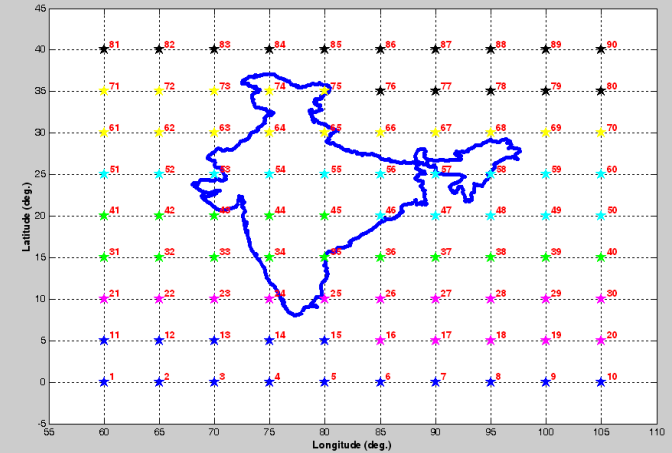 45
40 81 82 83 84 85 86 87 88 89 90
35 71 72 73 74 75 76 77 78 79 80
30 61 62 63 64 65 66 67 68 69 70
25 51 52 53 54 55 56 57 58 59 60
20 41 42 43 44 45 46 47 48 49 50
15 31 32 33 34 35 36 37 38 39 40
10 21 22 23 24 25 26 27 28 29 30
5 11 12 13 14 15 16 17 18 19 20
0 1 2 3 4 5 6 7 8 9 10
-5
Latitude (deg.)
55 60 65 70 75 80 85 90 95 100 105 110
Longitude (deg.)